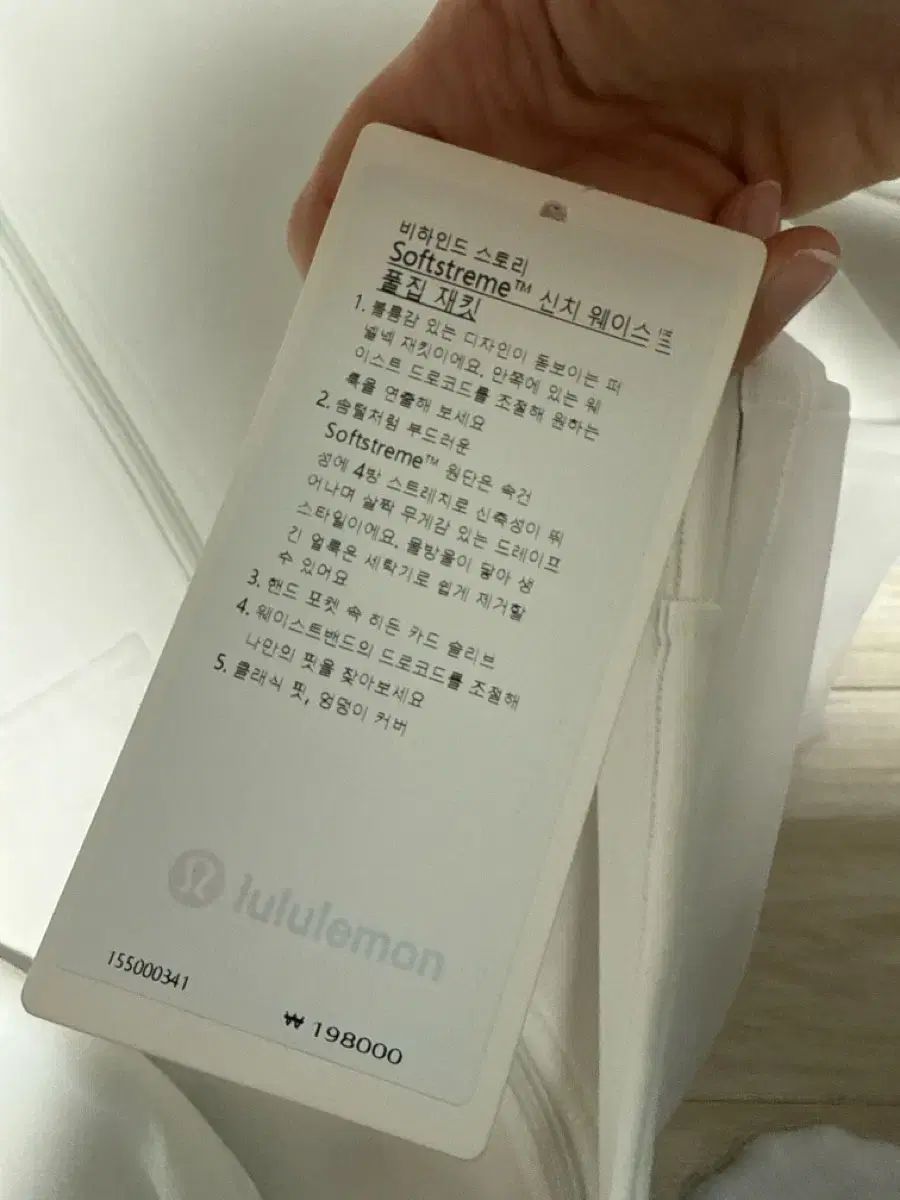 비하인드 스토리
Softstreme™ 신치 웨이스트
풀집 재킷
1. 볼륨감 있는 디자인이 돋보이는 퍼
널넥 재킷이에요. 안쪽에 있는 웨
이스트 드로코드를 조절해 원하는
룩을 연출해 보세요
2. 솜털처럼 부드러운
Softstreme™ 원단은 속건
성에 4방 스트레치로 신축성이 뛰
어나며 살짝 무게감 있는 드레이프
스타일이에요. 물방울이 닿아 생
긴 얼룩은 세탁기로 쉽게 제거할
수 있어요
3. 핸드 포켓 속 히든 카드 슬리브
4. 웨이스트밴드의 드로코드를 조절해
나만의 핏을 찾아보세요
5. 클래식 핏, 엉덩이 커버
lululemon
155000341
₩ 198000